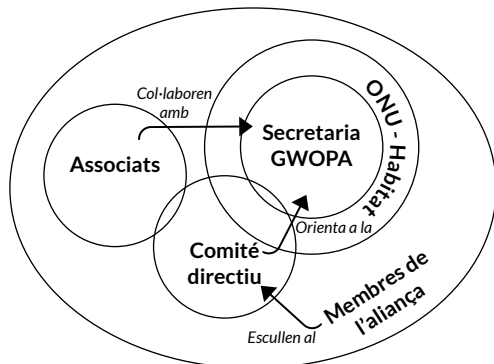 Col·laboren
amb
Associats
Secretaria
GWOPA
ONU - Habitat
Orienta a la
Comité
directiu
Membres de
l'aliança
Escullen al